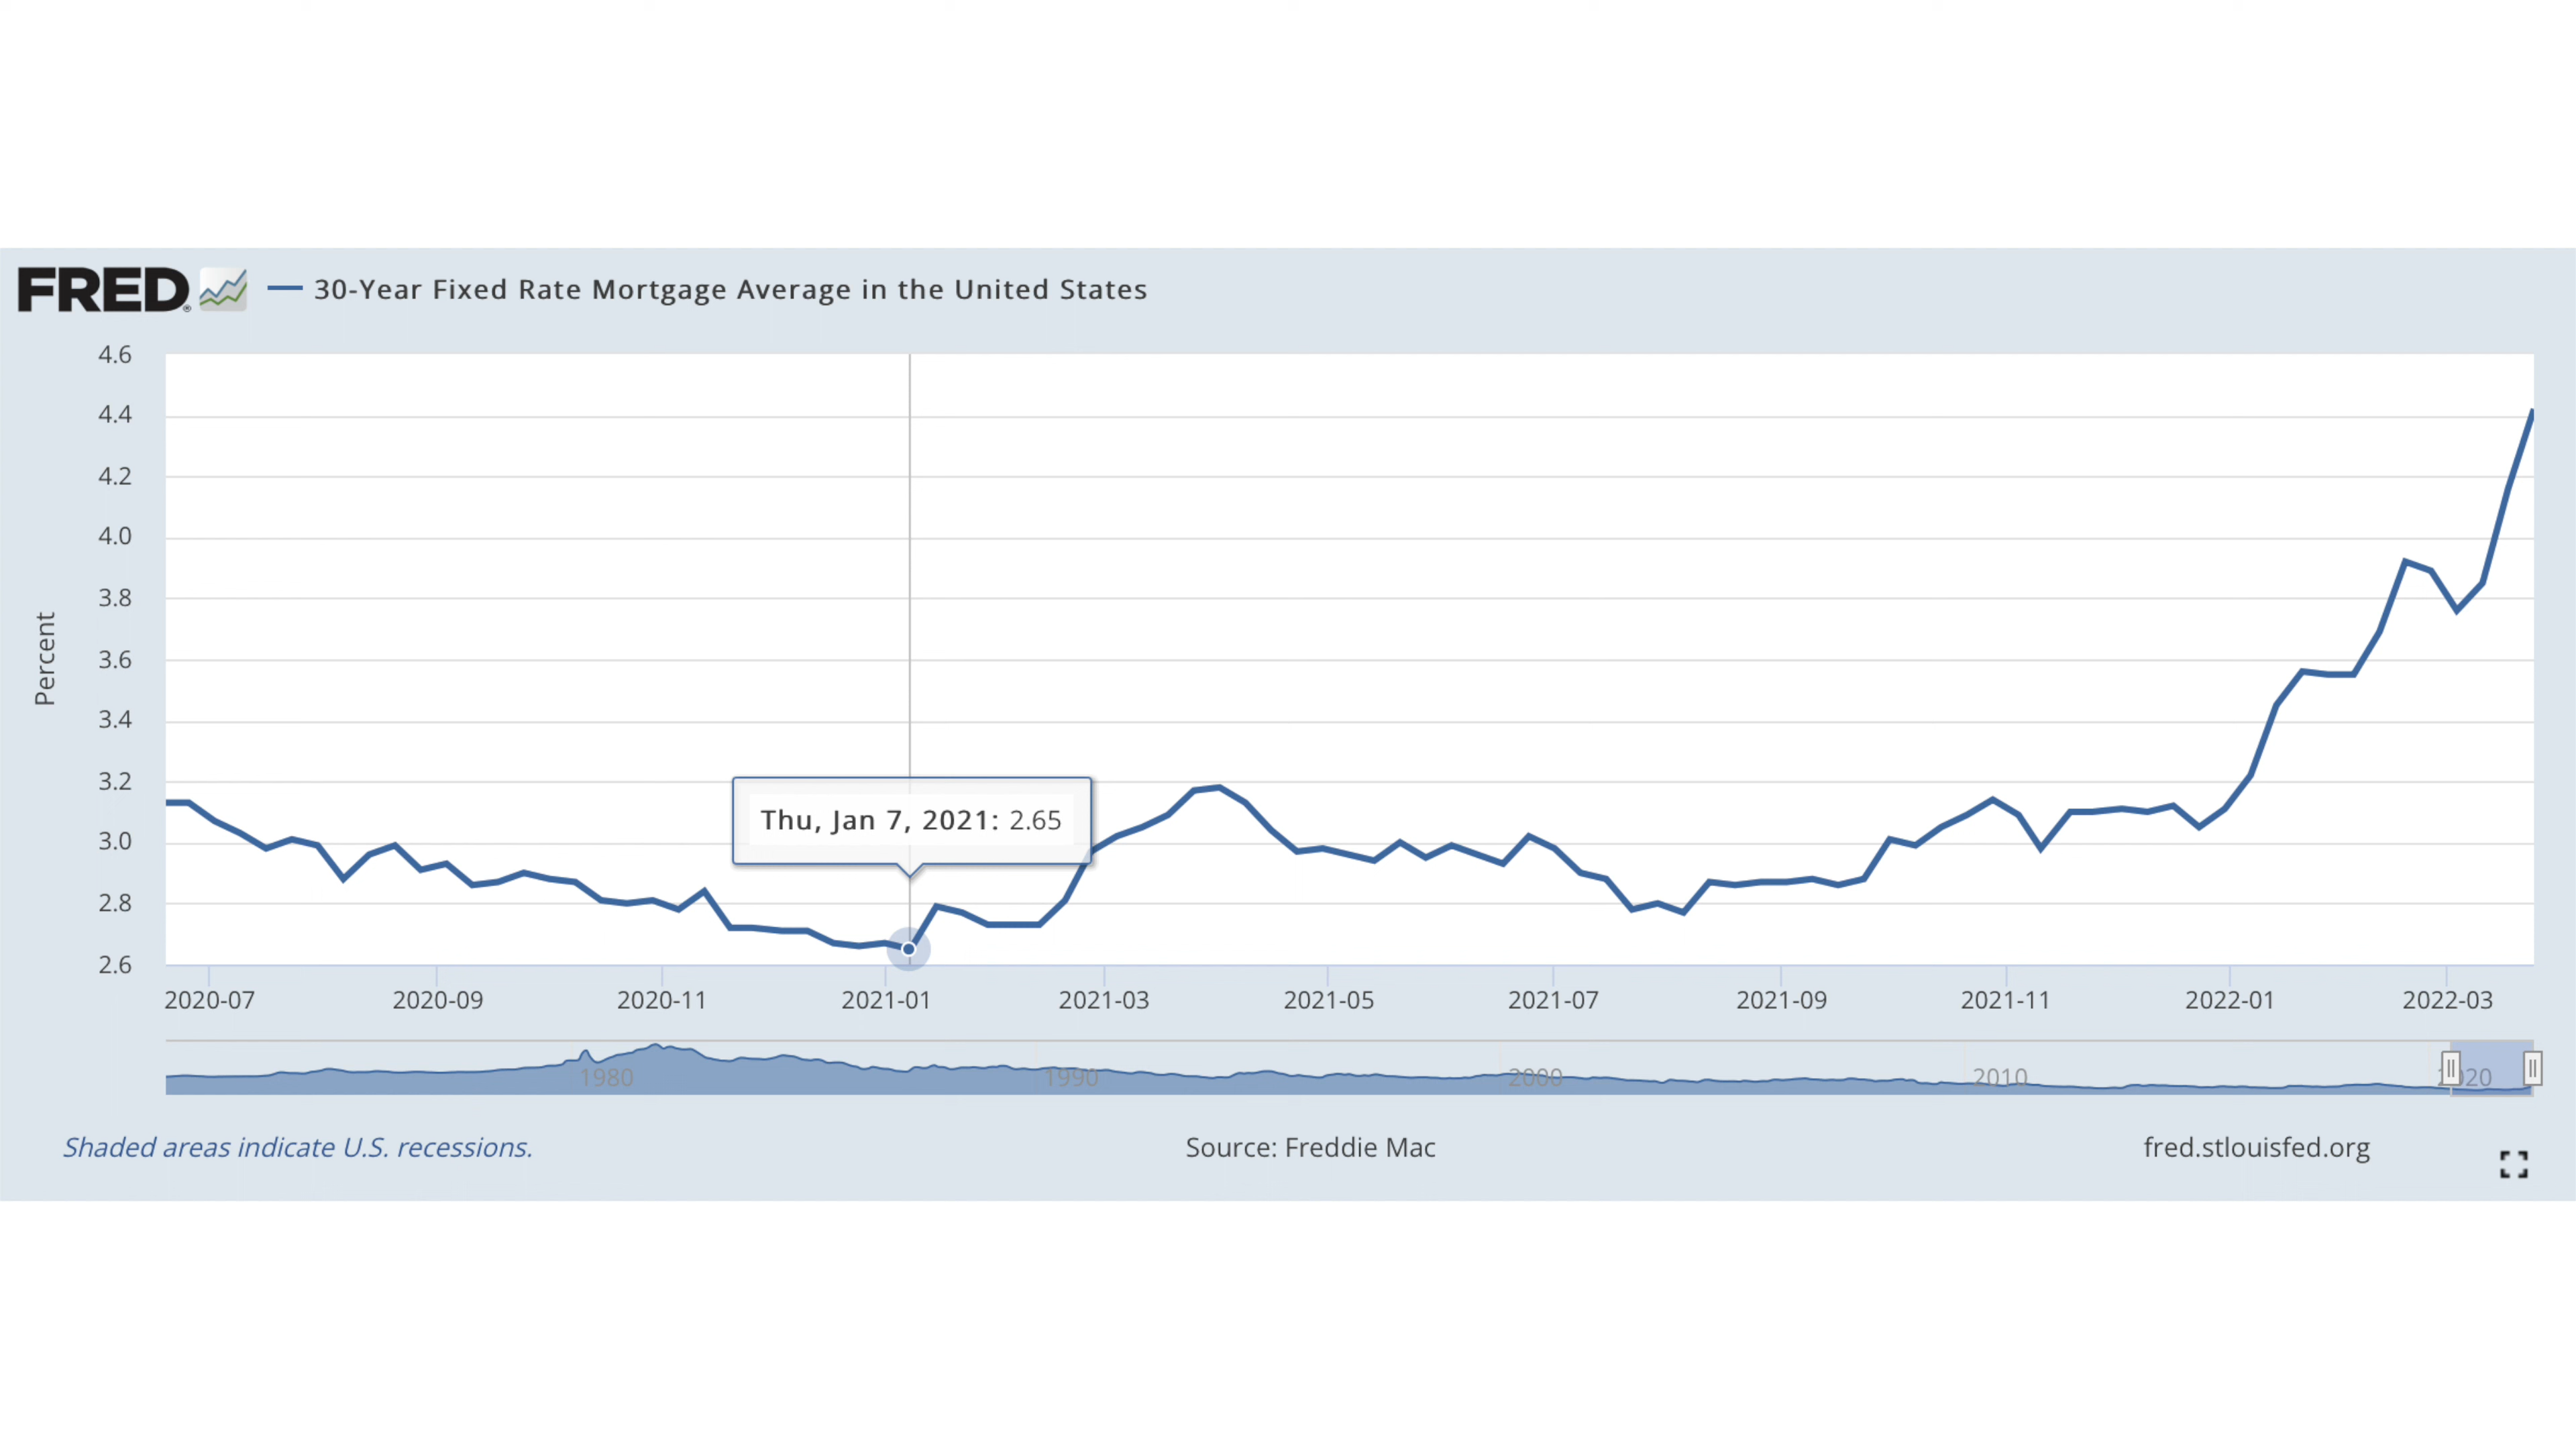 FRED
30-Year Fixed Rate Mortgage Average in the United States
Percent
4.6
4.4
4.2
4.0
3.8
3.6
3.4
3.2
3.0
2.8
2.6
Thu, Jan 7, 2021: 2.65
2020-07 2020-09 2020-11 2021-01 2021-03 2021-05 2021-07 2021-09 2021-11 2022-01 2022-03
1980 1990 2000 2010 2020
Shaded areas indicate U.S. recessions. Source: Freddie Mac fred.stlouisfed.org